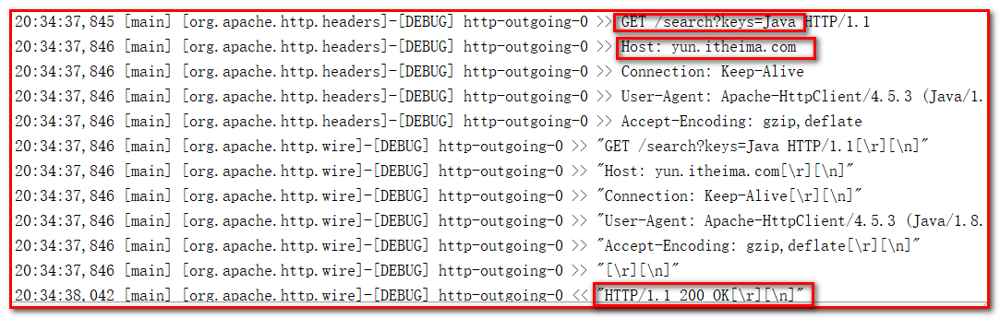 20:34:37,845 [main] [org.apache.http.headers]-[DEBUG] http-outgoing-0 >> GET /search?keys=Java HTTP/1.1
20:34:37,846 [main] [org.apache.http.headers]-[DEBUG] http-outgoing-0 >> Host: yun.itheima.com
20:34:37,846 [main] [org.apache.http.headers]-[DEBUG] http-outgoing-0 >> Connection: Keep-Alive
20:34:37,846 [main] [org.apache.http.headers]-[DEBUG] http-outgoing-0 >> User-Agent: Apache-HttpClient/4.5.3 (Java/1.
20:34:37,846 [main] [org.apache.http.headers]-[DEBUG] http-outgoing-0 >> Accept-Encoding: gzip,deflate
20:34:37,846 [main] [org.apache.http.wire]-[DEBUG] http-outgoing-0 >> "GET /search?keys=Java HTTP/1.1[\r][\n]"
20:34:37,846 [main] [org.apache.http.wire]-[DEBUG] http-outgoing-0 >> "Host: yun.itheima.com[\r][\n]"
20:34:37,846 [main] [org.apache.http.wire]-[DEBUG] http-outgoing-0 >> "Connection: Keep-Alive[\r][\n]"
20:34:37,846 [main] [org.apache.http.wire]-[DEBUG] http-outgoing-0 >> "User-Agent: Apache-HttpClient/4.5.3 (Java/1.8.
20:34:37,846 [main] [org.apache.http.wire]-[DEBUG] http-outgoing-0 >> "Accept-Encoding: gzip,deflate[\r][\n]"
20:34:37,846 [main] [org.apache.http.wire]-[DEBUG] http-outgoing-0 >> "[\r][\n]"
20:34:38,042 [main] [org.apache.http.wire]-[DEBUG] http-outgoing-0 << "HTTP/1.1 200 OK[\r][\n]"